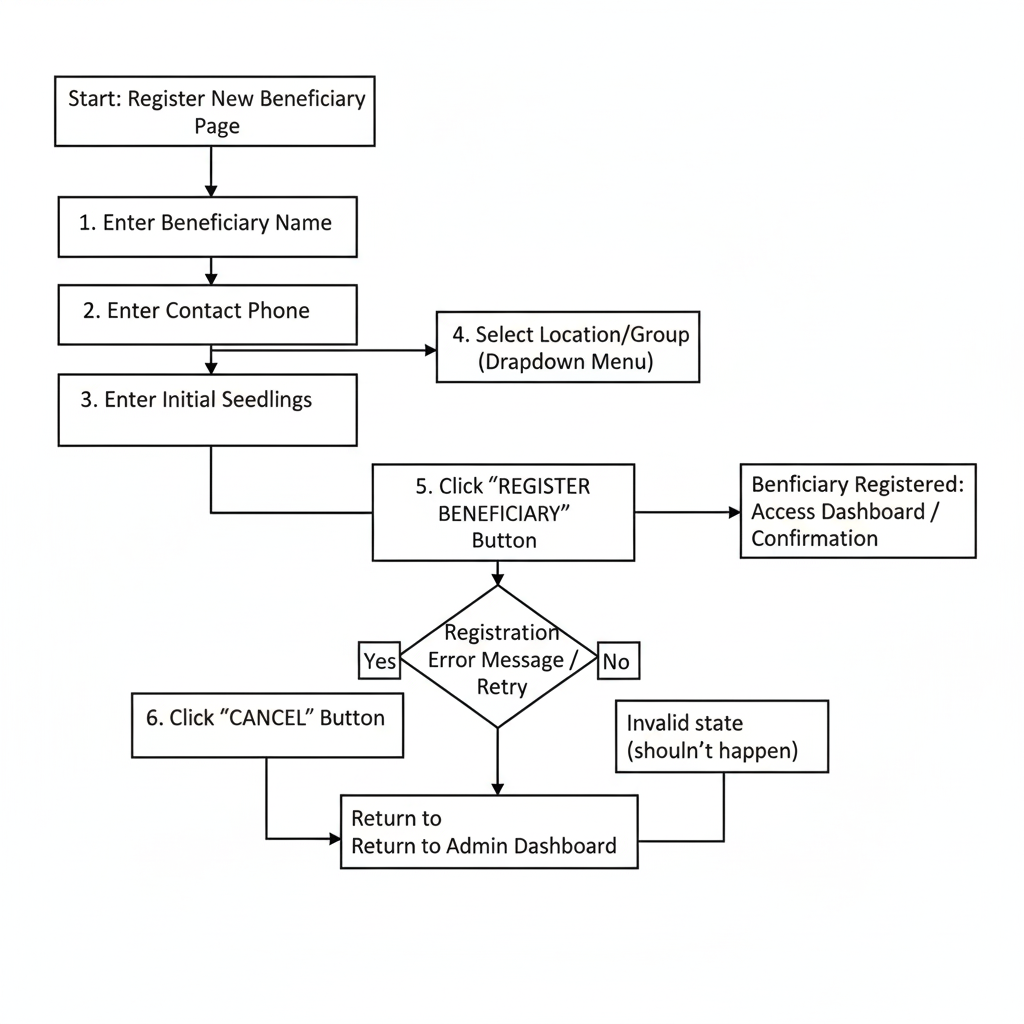 Start: Register New Beneficiary
Page
1. Enter Beneficiary Name
2. Enter Contact Phone
4. Select Location/Group
(Drapdown Menu)
3. Enter Initial Seedlings
5. Click “REGISTER
BENEFICIARY”
Button
Benficiary Registered:
Access Dashboard /
Confirmation
Registration
Error Message /
Retry
Yes
No
6. Click “CANCEL” Button
Invalid state
(shouln’t happen)
Return to
Return to Admin Dashboard